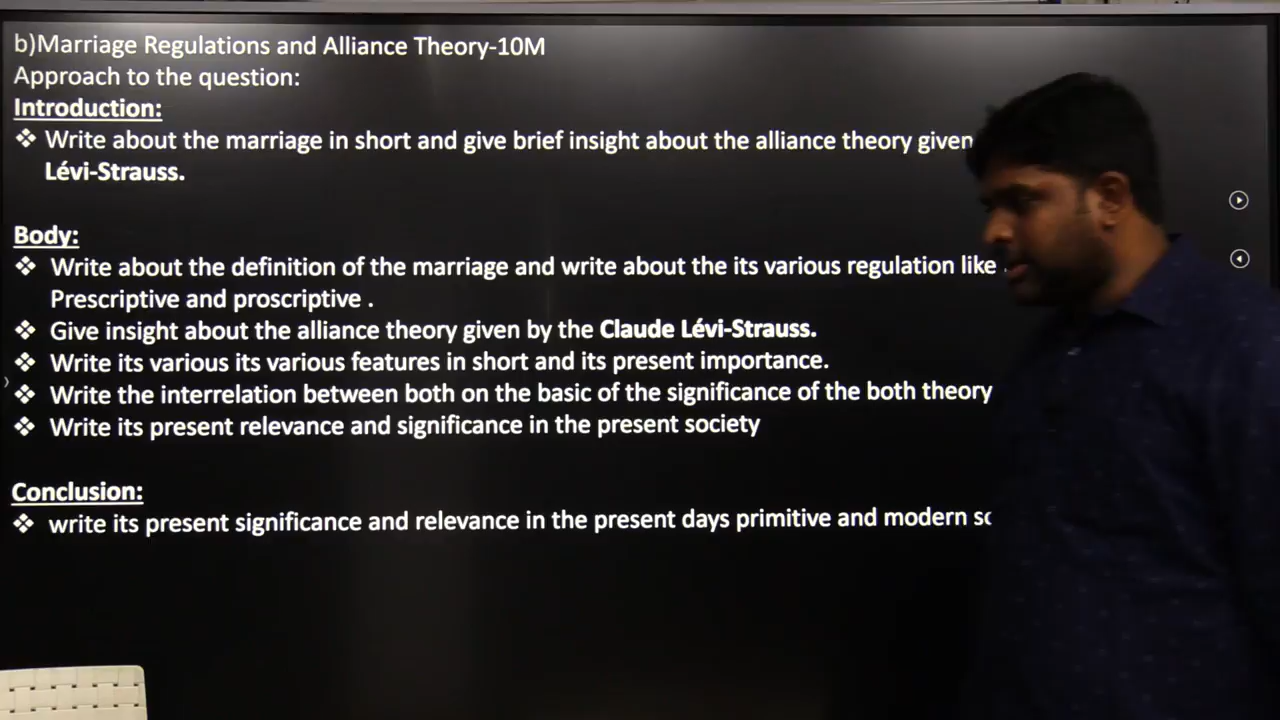 b)Marriage Regulations and Alliance Theory-10M
Approach to the question:
Introduction:
❖ Write about the marriage in short and give brief insight about the alliance theory given
Lévi-Strauss.
Body:
❖ Write about the definition of the marriage and write about the its various regulation like
Prescriptive and proscriptive .
❖ Give insight about the alliance theory given by the Claude Lévi-Strauss.
❖ Write its various its various features in short and its present importance.
❖ Write the interrelation between both on the basic of the significance of the both theory
❖ Write its present relevance and significance in the present society
Conclusion:
❖ write its present significance and relevance in the present days primitive and modern